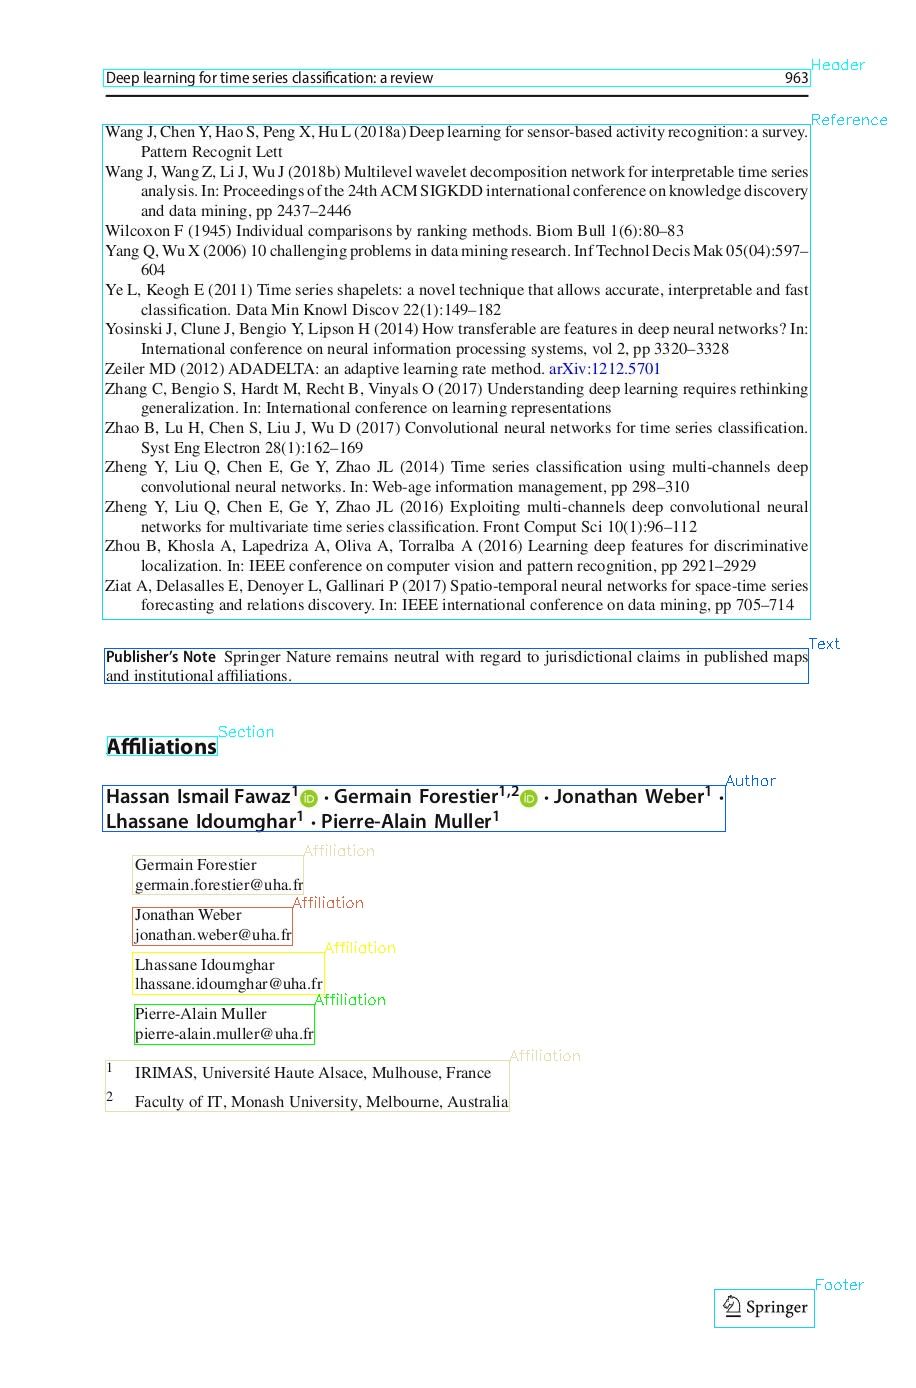 Header
Deep learning for time series classification: a review 963
Reference
Wang J, Chen Y, Hao S, Peng X, Hu L (2018a) Deep learning for sensor-based activity recognition: a survey.
Pattern Recognit Lett
Wang J, Wang Z, Li J, Wu J (2018b) Multilevel wavelet decomposition network for interpretable time series
analysis. In: Proceedings of the 24th ACM SIGKDD international conference on knowledge discovery
and data mining, pp 2437–2446
Wilcoxon F (1945) Individual comparisons by ranking methods. Biom Bull 1(6):80–83
Yang Q, Wu X (2006) 10 challenging problems in data mining research. Inf Technol Decis Mak 05(04):597–
604
Ye L, Keogh E (2011) Time series shapelets: a novel technique that allows accurate, interpretable and fast
classification. Data Min Knowl Discov 22(1):149–182
Yosinski J, Clune J, Bengio Y, Lipson H (2014) How transferable are features in deep neural networks? In:
International conference on neural information processing systems, vol 2, pp 3320–3328
Zeiler MD (2012) ADADELTA: an adaptive learning rate method. arXiv:1212.5701
Zhang C, Bengio S, Hardt M, Recht B, Vinyals O (2017) Understanding deep learning requires rethinking
generalization. In: International conference on learning representations
Zhao B, Lu H, Chen S, Liu J, Wu D (2017) Convolutional neural networks for time series classification.
Syst Eng Electron 28(1):162–169
Zheng Y, Liu Q, Chen E, Ge Y, Zhao JL (2014) Time series classification using multi-channels deep
convolutional neural networks. In: Web-age information management, pp 298–310
Zheng Y, Liu Q, Chen E, Ge Y, Zhao JL (2016) Exploiting multi-channels deep convolutional neural
networks for multivariate time series classification. Front Comput Sci 10(1):96–112
Zhou B, Khosla A, Lapedriza A, Oliva A, Torralba A (2016) Learning deep features for discriminative
localization. In: IEEE conference on computer vision and pattern recognition, pp 2921–2929
Ziat A, Delasalles E, Denoyer L, Gallinari P (2017) Spatio-temporal neural networks for space-time series
forecasting and relations discovery. In: IEEE international conference on data mining, pp 705–714
Text
Publisher's Note Springer Nature remains neutral with regard to jurisdictional claims in published maps
and institutional affiliations.
Section
Affiliations
Author
Hassan Ismail Fawaz¹ iD · Germain Forestier¹,² iD · Jonathan Weber¹ ·
Lhassane Idoumghar¹ · Pierre-Alain Muller¹
Affiliation
Germain Forestier
germain.forestier@uha.fr
Affiliation
Jonathan Weber
jonathan.weber@uha.fr
Affiliation
Lhassane Idoumghar
lhassane.idoumghar@uha.fr
Affiliation
Pierre-Alain Muller
pierre-alain.muller@uha.fr
Affiliation
1 IRIMAS, Université Haute Alsace, Mulhouse, France
2 Faculty of IT, Monash University, Melbourne, Australia
Footer
Springer